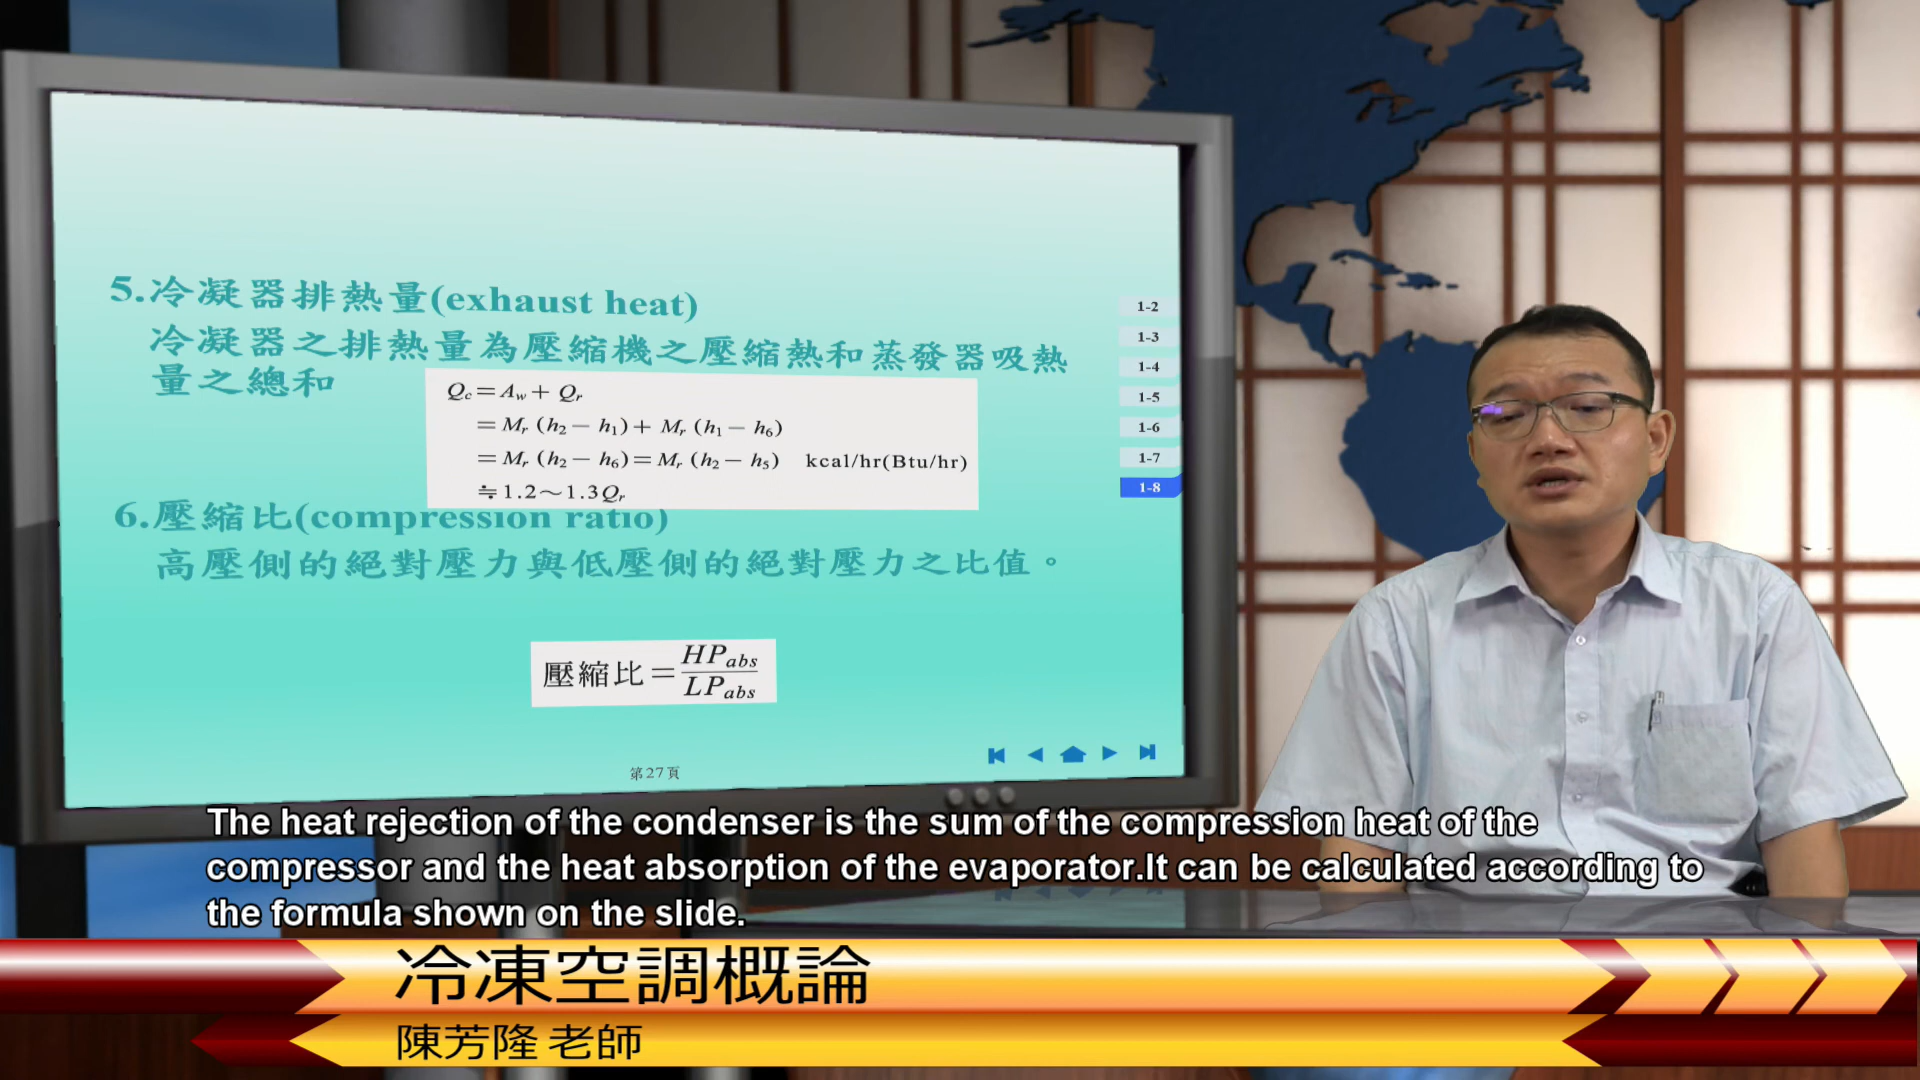 5.冷凝器排熱量(exhaust heat)
冷凝器之排熱量為壓縮機之壓縮熱和蒸發器吸熱
量之總和
Qc＝Aw＋ Qr
＝Mr (h2－ h1)＋ Mr (h1－ h6)
＝Mr (h2－ h6)＝Mr (h2－ h5) kcal/hr(Btu/hr)
≒1.2～1.3Qr
6.壓縮比(compression ratio)
高壓側的絕對壓力與低壓側的絕對壓力之比值。
壓縮比＝HPabs/LPabs
第27頁
1-2
1-3
1-4
1-5
1-6
1-7
1-8
The heat rejection of the condenser is the sum of the compression heat of the
compressor and the heat absorption of the evaporator.It can be calculated according to
the formula shown on the slide.
冷凍空調概論
陳芳隆 老師